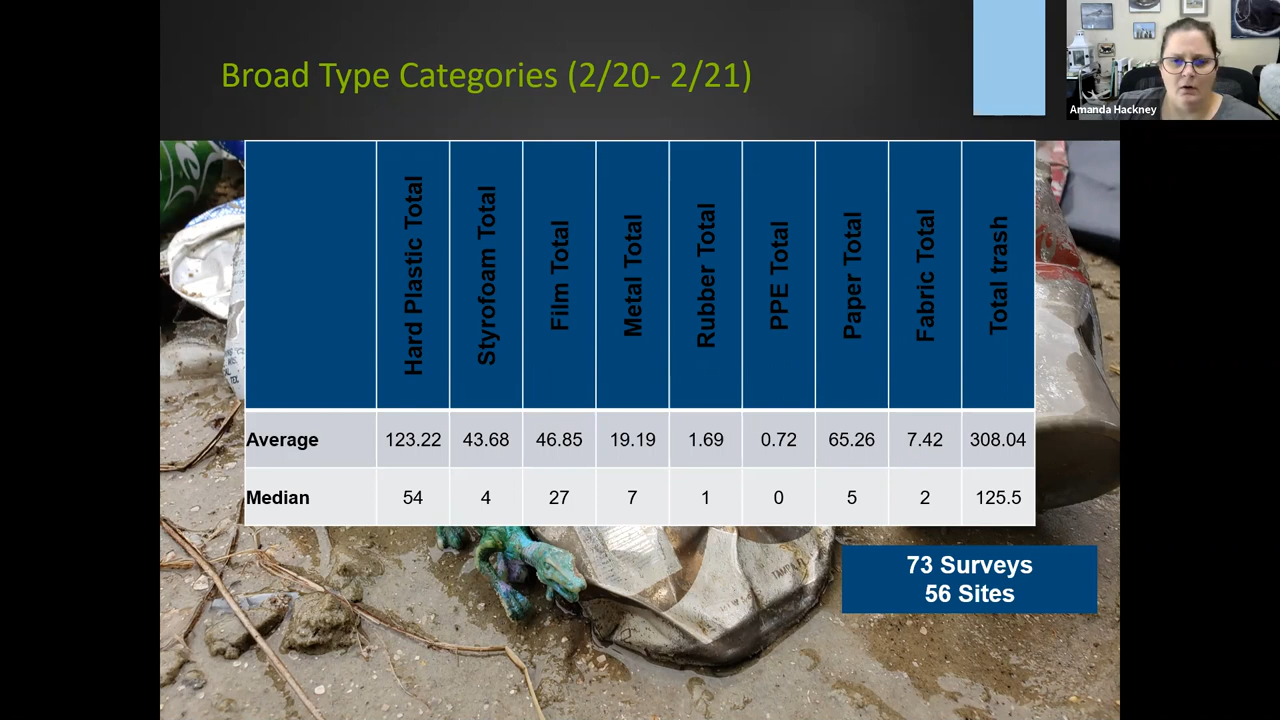 Broad Type Categories (2/20- 2/21)
Amanda Hackney
Hard Plastic Total
Styrofoam Total
Film Total
Metal Total
Rubber Total
PPE Total
Paper Total
Fabric Total
Total trash
Average 123.22 43.68 46.85 19.19 1.69 0.72 65.26 7.42 308.04
Median 54 4 27 7 1 0 5 2 125.5
73 Surveys
56 Sites